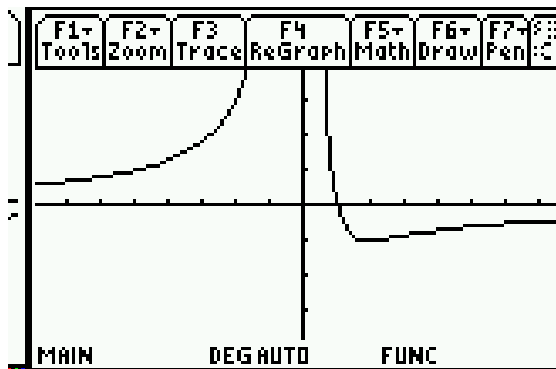 F1 F2 F3 F4 F5 F6 F7
Tools Zoom Trace ReGraph Math Draw Pen :C
MAIN DEG AUTO FUNC